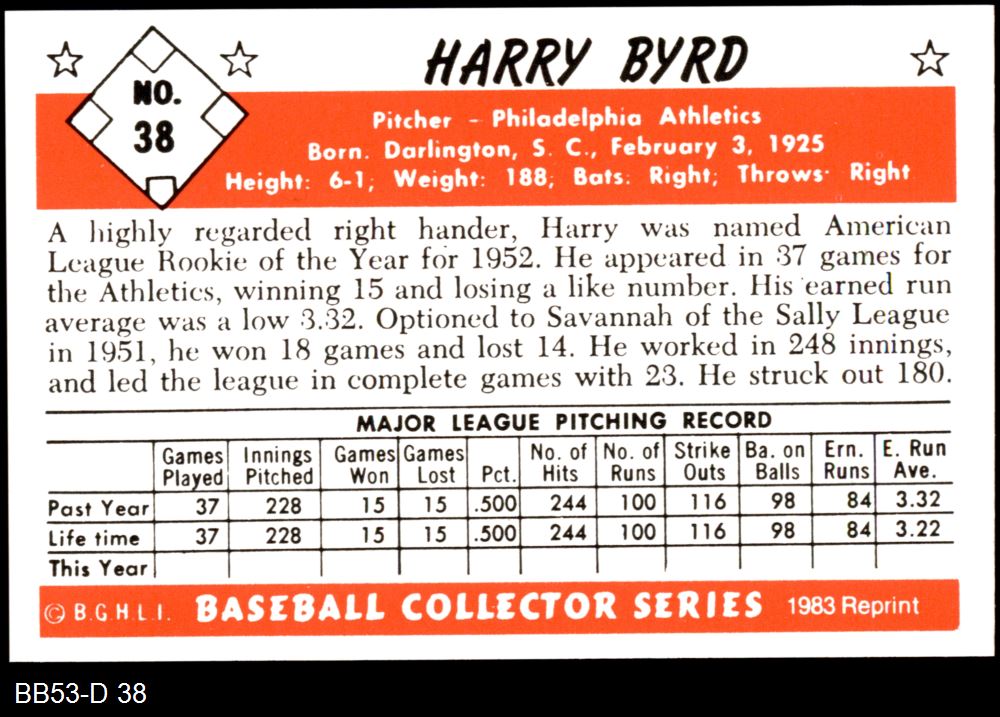 HARRY BYRD
NO.
38
Pitcher - Philadelphia Athletics
Born. Darlington, S. C., February 3, 1925
Height: 6-1; Weight: 188; Bats: Right; Throws· Right
A highly regarded right hander, Harry was named American
League Rookie of the Year for 1952. He appeared in 37 games for
the Athletics, winning 15 and losing a like number. His earned run
average was a low 3.32. Optioned to Savannah of the Sally League
in 1951, he won 18 games and lost 14. He worked in 248 innings,
and led the league in complete games with 23. He struck out 180.
MAJOR LEAGUE PITCHING RECORD
Games Played Innings Pitched Games Won Games Lost Pct. No. of Hits No. of Runs Strike Outs Ba. on Balls Ern. Runs E. Run Ave.
Past Year 37 228 15 15 .500 244 100 116 98 84 3.32
Life time 37 228 15 15 .500 244 100 116 98 84 3.22
This Year
© B.G.H.L.I. BASEBALL COLLECTOR SERIES 1983 Reprint
BB53-D 38